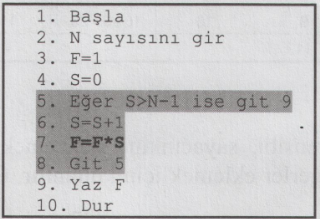 1. Başla
2. N sayısını gir
3. F=1
4. S=0
5. Eğer S>N-1 ise git 9
6. S=S+1
7. F=F*S
8. Git 5
9. Yaz F
10. Dur